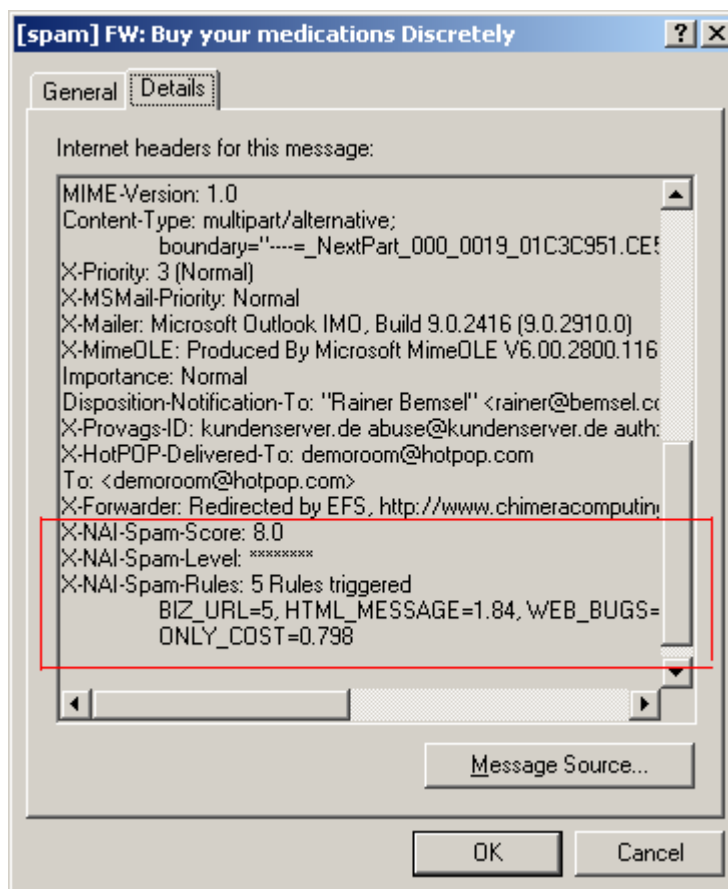 [spam] FW: Buy your medications Discretely
General Details
Internet headers for this message:
MIME-Version: 1.0
Content-Type: multipart/alternative;
boundary="----=_NextPart_000_0019_01C3C951.CE5
X-Priority: 3 (Normal)
X-MSMail-Priority: Normal
X-Mailer: Microsoft Outlook IMO, Build 9.0.2416 (9.0.2910.0)
X-MimeOLE: Produced By Microsoft MimeOLE V6.00.2800.116
Importance: Normal
Disposition-Notification-To: "Rainer Bemsel" <rainer@bemsel.co
X-Provags-ID: kundenserver.de abuse@kundenserver.de auth:
X-HotPOP-Delivered-To: demoroom@hotpop.com
To: <demoroom@hotpop.com>
X-Forwarder: Redirected by EFS, http://www.chimeracomputing
X-NAI-Spam-Score: 8.0
X-NAI-Spam-Level: ********
X-NAI-Spam-Rules: 5 Rules triggered
BIZ_URL=5, HTML_MESSAGE=1.84, WEB_BUGS=
ONLY_COST=0.798
Message Source...
OK Cancel